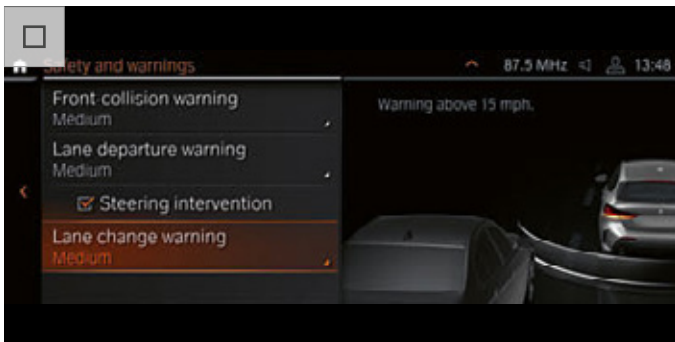 Safety and warnings
87.5 MHz
13:48
Front collision warning
Medium
Lane departure warning
Medium
Steering intervention
Lane change warning
Medium
Warning above 15 mph.